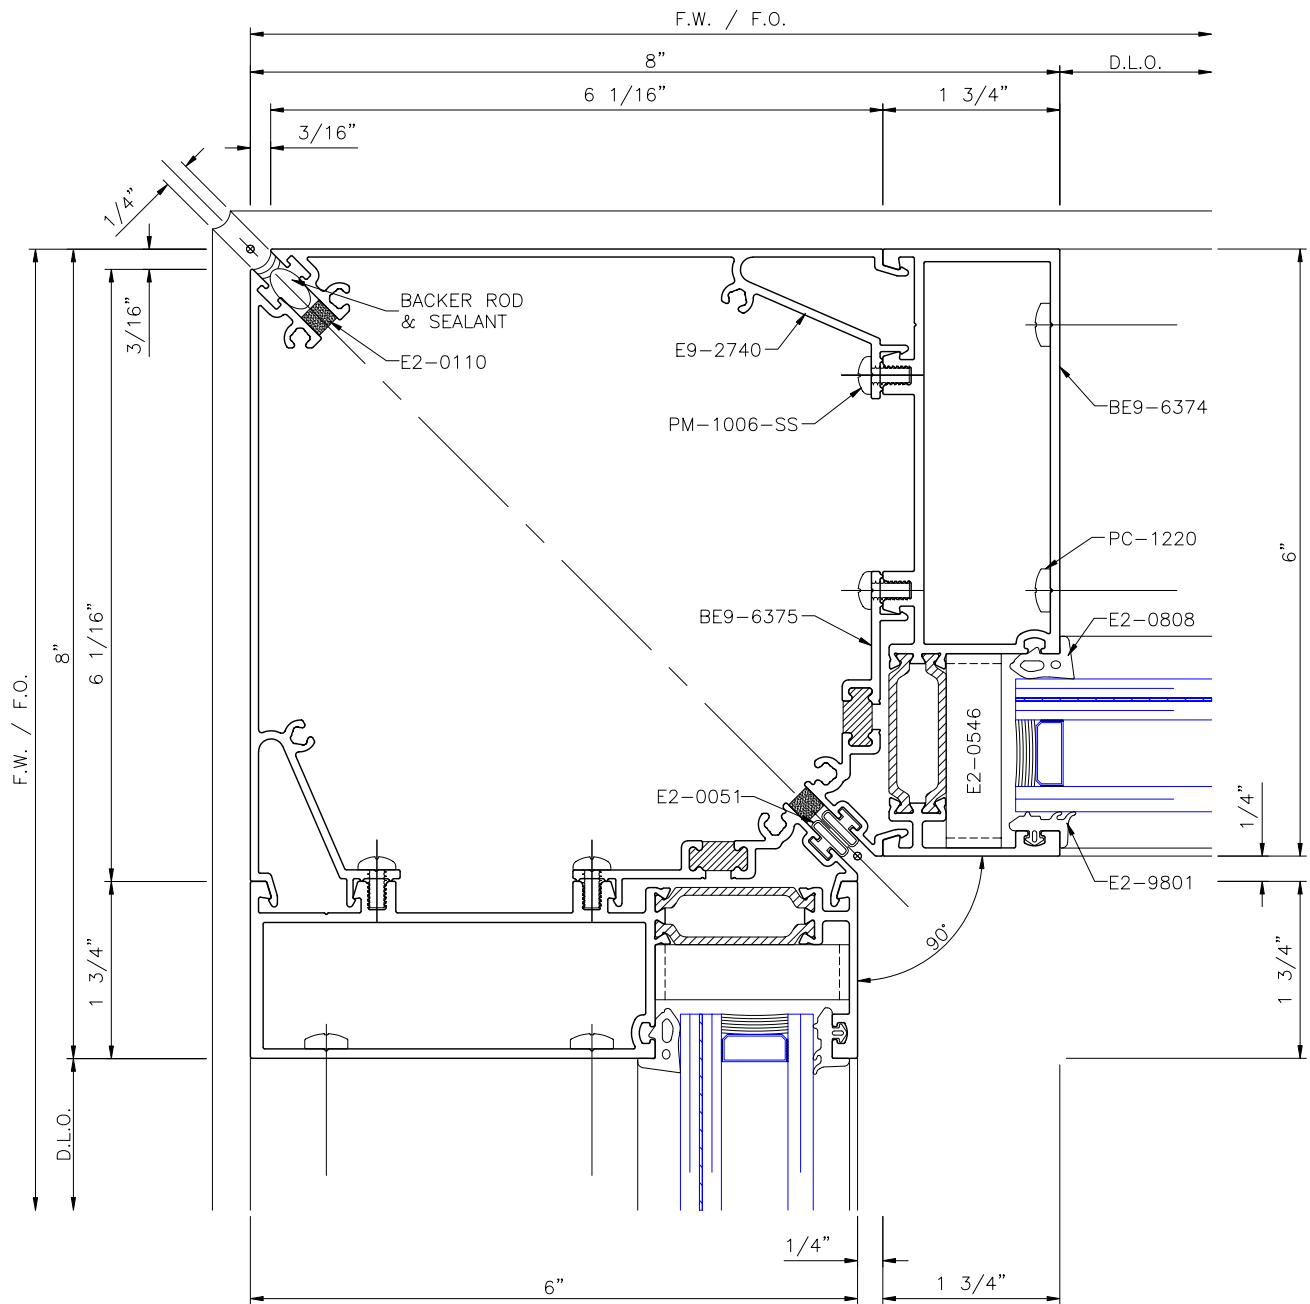 F.W. / F.O.
8"
D.L.O.
6 1/16"
1 3/4"
3/16"
1/4"
3/16"
BACKER ROD
& SEALANT
E2-0110
E9-2740
PM-1006-SS
BE9-6374
PC-1220
6"
BE9-6375
E2-0808
6 1/16"
8"
F.W. / F.O.
E2-0546
E2-0051
1/4"
E2-9801
90°
1 3/4"
1 3/4"
D.L.O.
1/4"
6"
1 3/4"